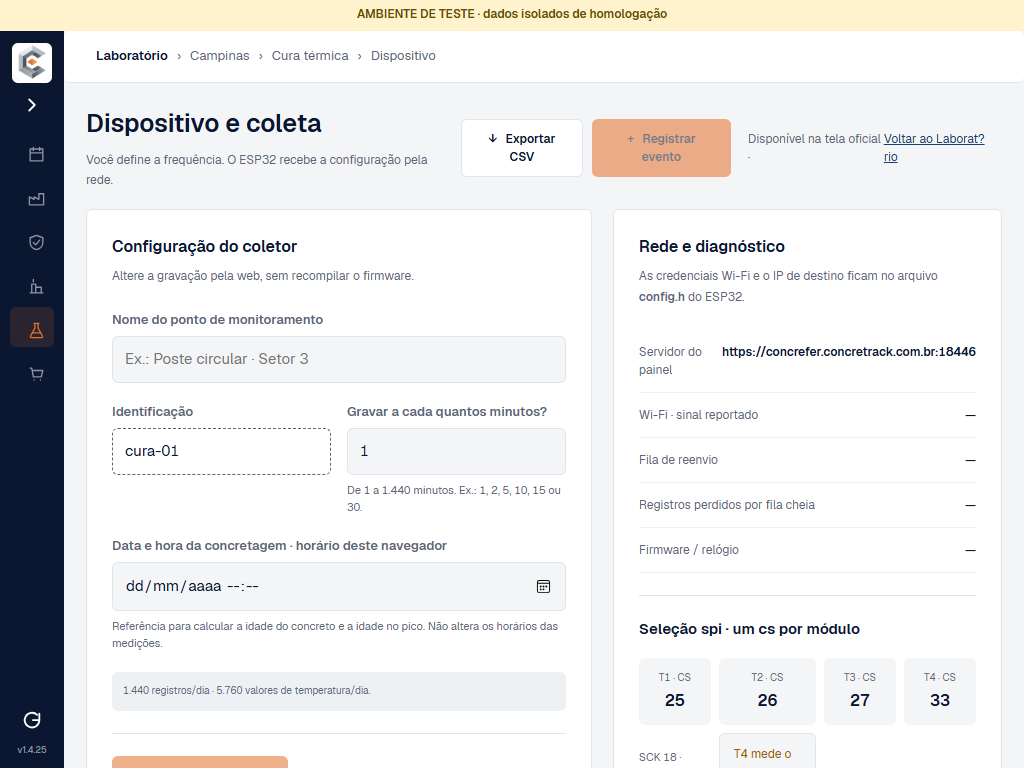 AMBIENTE DE TESTE · dados isolados de homologação
Laboratório › Campinas › Cura térmica › Dispositivo
Dispositivo e coleta
Você define a frequência. O ESP32 recebe a configuração pela
rede.
↓ Exportar
CSV
+ Registrar
evento
Disponível na tela oficial
·
Voltar ao Laborat?
rio
Configuração do coletor
Altere a gravação pela web, sem recompilar o firmware.
Nome do ponto de monitoramento
Ex.: Poste circular · Setor 3
Identificação
cura-01
Gravar a cada quantos minutos?
1
De 1 a 1.440 minutos. Ex.: 1, 2, 5, 10, 15 ou
30.
Data e hora da concretagem · horário deste navegador
dd/mm/aaaa --:--
Referência para calcular a idade do concreto e a idade no pico. Não altera os horários das
medições.
1.440 registros/dia · 5.760 valores de temperatura/dia.
Rede e diagnóstico
As credenciais Wi-Fi e o IP de destino ficam no arquivo
config.h do ESP32.
Servidor do
painel
https://concrefer.concretrack.com.br:18446
Wi-Fi · sinal reportado —
Fila de reenvio —
Registros perdidos por fila cheia —
Firmware / relógio —
Seleção spi · um cs por módulo
T1 · CS
25
T2 · CS
26
T3 · CS
27
T4 · CS
33
SCK 18 ·
T4 mede o
v1.4.25